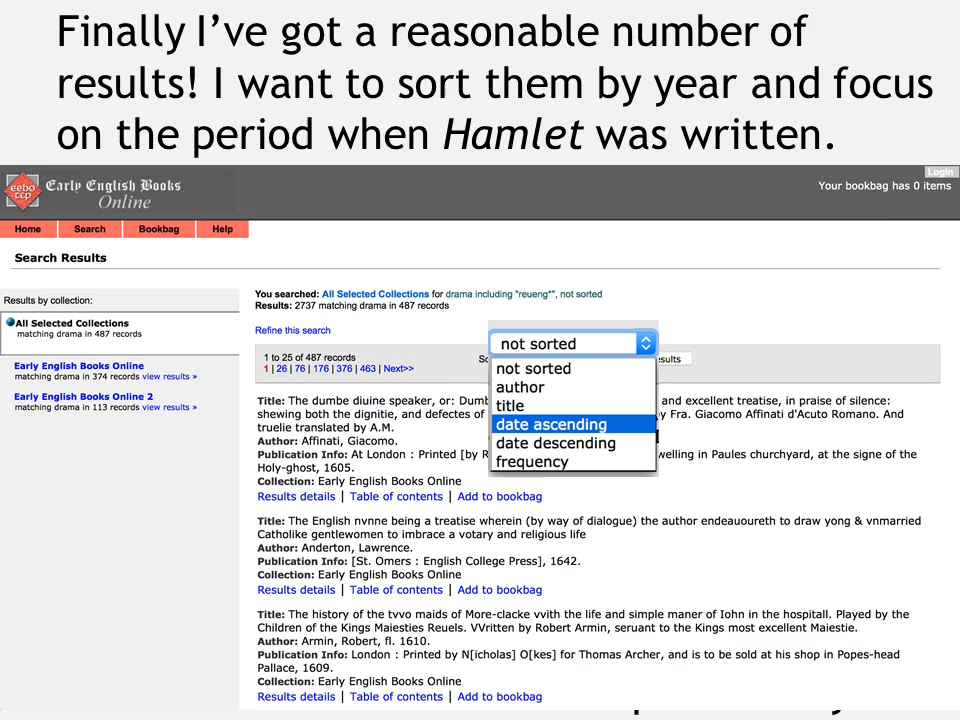 Finally I’ve got a reasonable number of
results! I want to sort them by year and focus
on the period when Hamlet was written.
Login
eebo
tcp
Early English Books
Online
Your bookbag has 0 items
Home Search Bookbag Help
Search Results
Results by collection:
All Selected Collections
matching drama in 487 records
Early English Books Online
matching drama in 374 records view results »
Early English Books Online 2
matching drama in 113 records view results »
You searched: All Selected Collections for drama including "reueng*", not sorted
Results: 2737 matching drama in 487 records
Refine this search
1 to 25 of 487 records
1 | 26 | 76 | 176 | 376 | 463 | Next>>
not sorted
not sorted
author
title
date ascending
date descending
frequency
Title: The dumbe diuine speaker, or: and excellent treatise, in praise of silence:
shewing both the dignitie, and defectes of Fra. Giacomo Affinati d'Acuto Romano. And
truelie translated by A.M.
Author: Affinati, Giacomo.
Publication Info: At London : Printed [by in Paules churchyard, at the signe of the
Holy-ghost, 1605.
Collection: Early English Books Online
Results details | Table of contents | Add to bookbag
Title: The English nvnne being a treatise wherein (by way of dialogue) the author endeauoureth to draw yong & vnmarried
Catholike gentlewomen to imbrace a votary and religious life
Author: Anderton, Lawrence.
Publication Info: [St. Omers : English College Press], 1642.
Collection: Early English Books Online
Results details | Table of contents | Add to bookbag
Title: The history of the tvvo maids of More-clacke vvith the life and simple maner of Iohn in the hospitall. Played by the
Children of the Kings Maiesties Reuels. VVritten by Robert Armin, seruant to the Kings most excellent Maiestie.
Author: Armin, Robert, fl. 1610.
Publication Info: London : Printed by N[icholas] O[kes] for Thomas Archer, and is to be sold at his shop in Popes-head
Pallace, 1609.
Collection: Early English Books Online
Results details | Table of contents | Add to bookbag